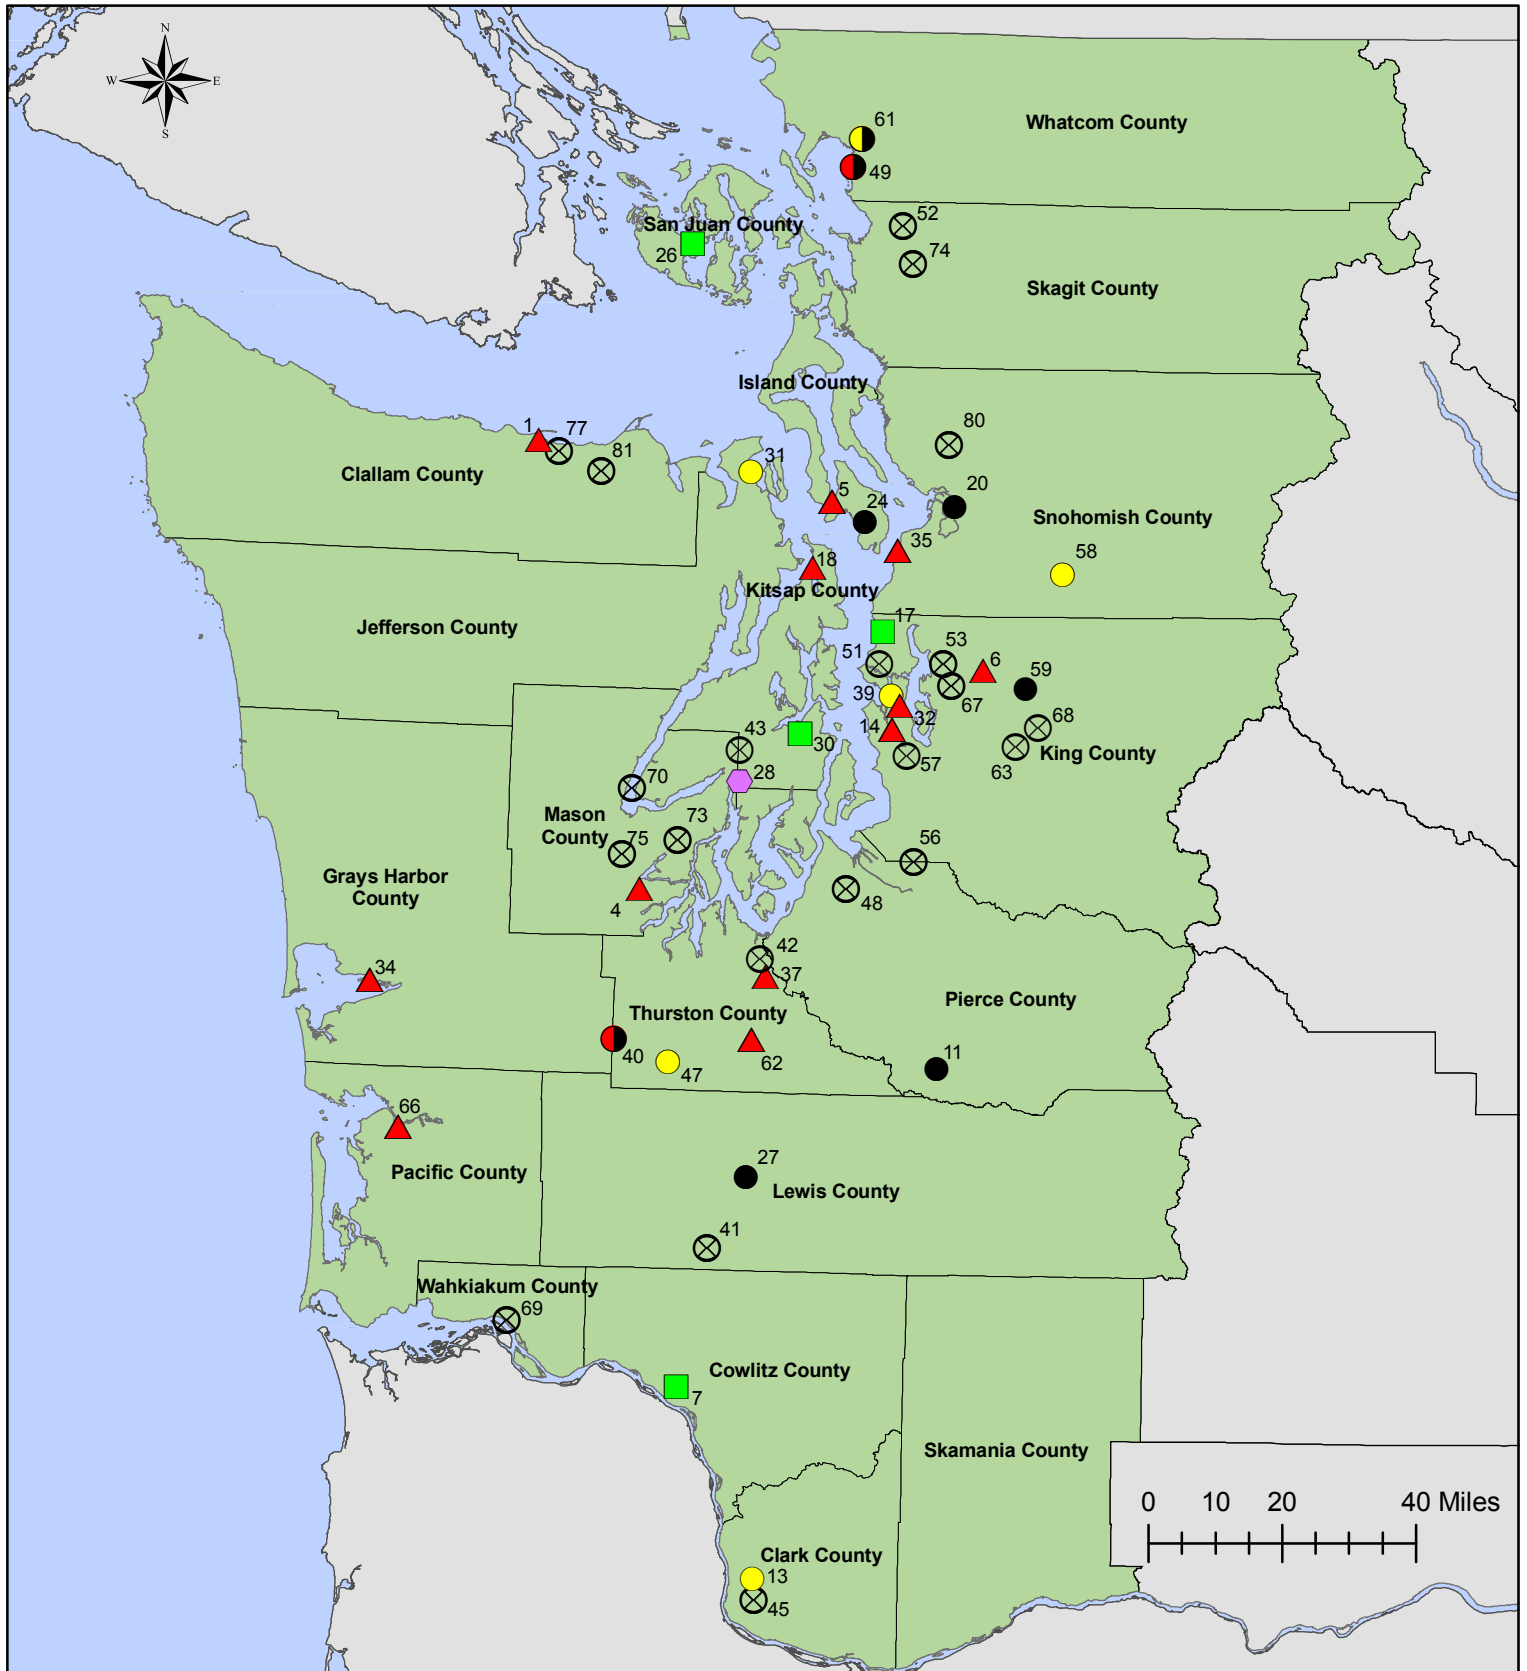 N
W
E
S
61
Whatcom County
49
52
San Juan County
26
74
Skagit County
Island County
1
77
80
81
31
Clallam County
5
24
20
Snohomish County
35
58
18
Kitsap County
17
Jefferson County
51
53
6
59
67
39
32
68
14
43
30
57
63
King County
28
70
Mason
County
73
75
56
Grays Harbor
County
48
4
42
34
37
Pierce County
Thurston County
40
62
11
47
66
27
Pacific County
Lewis County
41
Wahkiakum County
69
Cowlitz County
7
Skamania County
0 10 20 40 Miles
Clark County
13
45